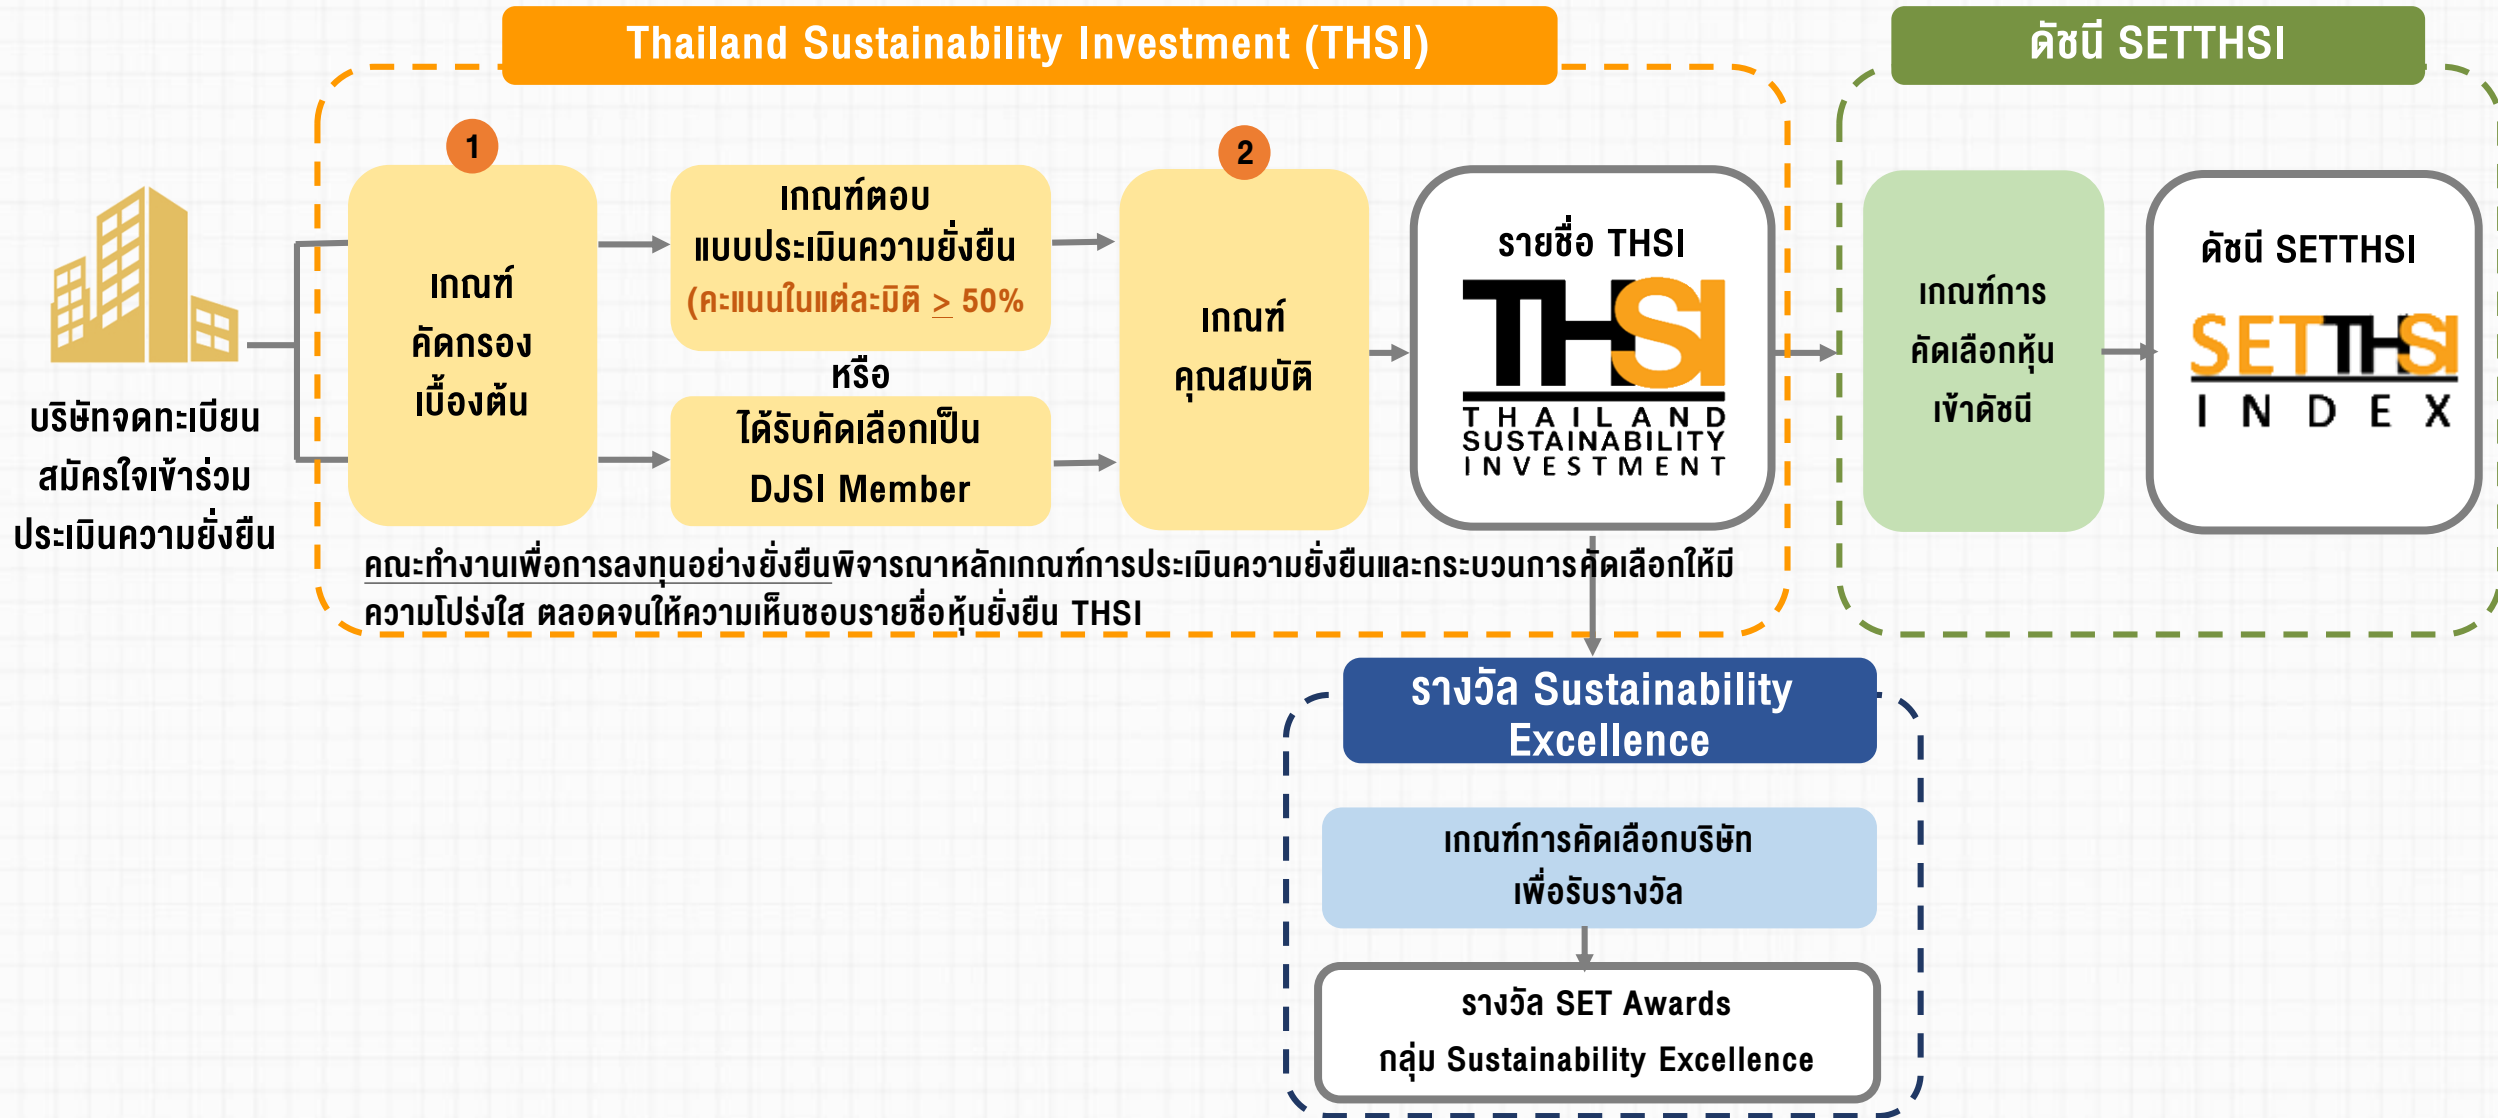 Thailand Sustainability Investment (THSI)
ดัชนี SETTHSI
บริษัทจดทะเบียน
สมัครใจเข้าร่วม
ประเมินความยั่งยืน
1
เกณฑ์
คัดกรอง
เบื้องต้น
เกณฑ์ตอบ
แบบประเมินความยั่งยืน
(คะแนนในแต่ละมิติ ≥ 50%
หรือ
ได้รับคัดเลือกเป็น
DJSI Member
2
เกณฑ์
คุณสมบัติ
รายชื่อ THSI
THSI
THAILAND
SUSTAINABILITY
INVESTMENT
เกณฑ์การ
คัดเลือกหุ้น
เข้าดัชนี
ดัชนี SETTHSI
SETTHSI
INDEX
คณะทำงานเพื่อการลงทุนอย่างยั่งยืนพิจารณาหลักเกณฑ์การประเมินความยั่งยืนและกระบวนการคัดเลือกให้มี
ความโปร่งใส ตลอดจนให้ความเห็นชอบรายชื่อหุ้นยั่งยืน THSI
รางวัล Sustainability
Excellence
เกณฑ์การคัดเลือกบริษัท
เพื่อรับรางวัล
รางวัล SET Awards
กลุ่ม Sustainability Excellence